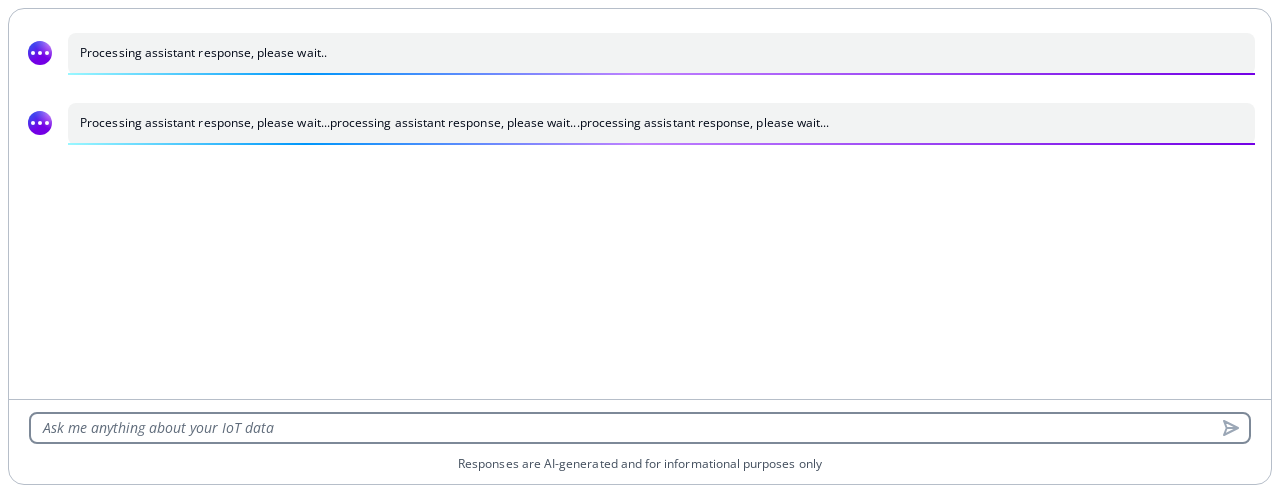 Processing assistant response, please wait..
Processing assistant response, please wait...processing assistant response, please wait...processing assistant response, please wait...
Ask me anything about your IoT data
Responses are AI-generated and for informational purposes only